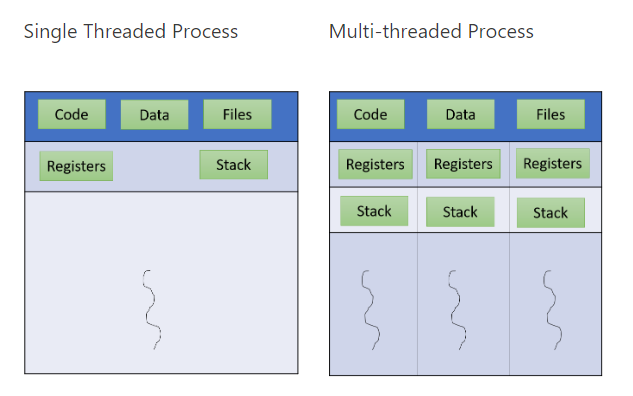 Single Threaded Process
Multi-threaded Process
Code Data Files
Registers Stack
Code Data Files
Registers Registers Registers
Stack Stack Stack